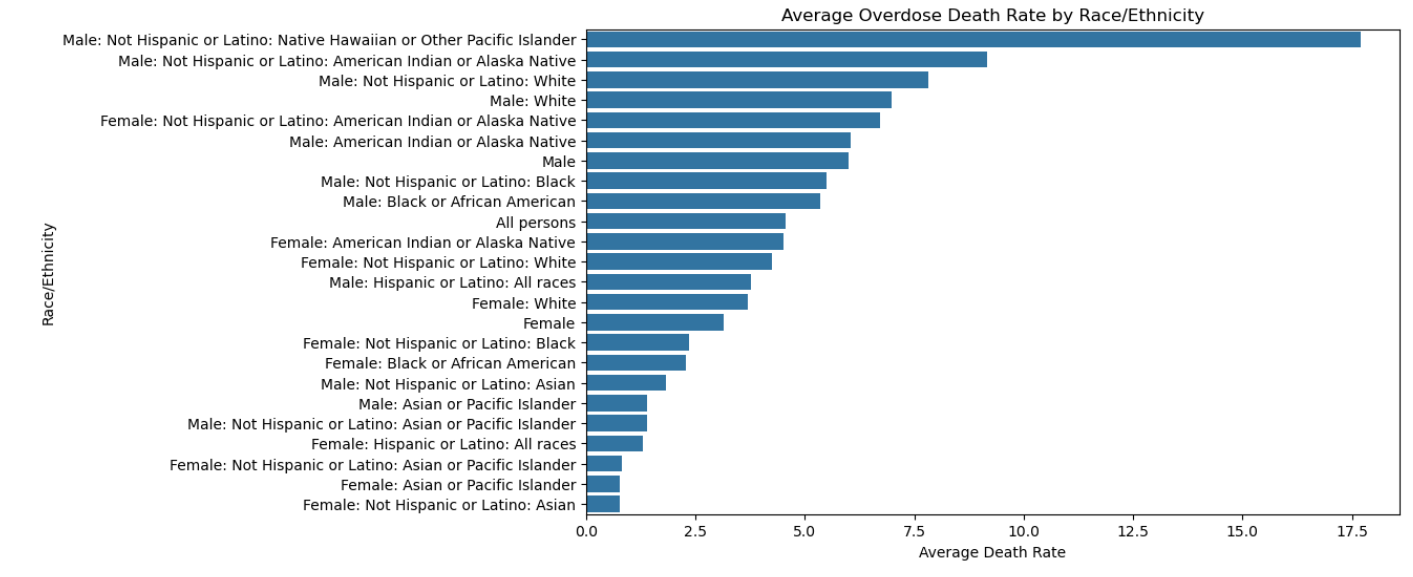 Average Overdose Death Rate by Race/Ethnicity
Male: Not Hispanic or Latino: Native Hawaiian or Other Pacific Islander
Male: Not Hispanic or Latino: American Indian or Alaska Native
Male: Not Hispanic or Latino: White
Male: White
Female: Not Hispanic or Latino: American Indian or Alaska Native
Male: American Indian or Alaska Native
Male
Male: Not Hispanic or Latino: Black
Male: Black or African American
All persons
Female: American Indian or Alaska Native
Female: Not Hispanic or Latino: White
Male: Hispanic or Latino: All races
Female: White
Female
Female: Not Hispanic or Latino: Black
Female: Black or African American
Male: Not Hispanic or Latino: Asian
Male: Asian or Pacific Islander
Male: Not Hispanic or Latino: Asian or Pacific Islander
Female: Hispanic or Latino: All races
Female: Not Hispanic or Latino: Asian or Pacific Islander
Female: Asian or Pacific Islander
Female: Not Hispanic or Latino: Asian
Race/Ethnicity
0.0 2.5 5.0 7.5 10.0 12.5 15.0 17.5
Average Death Rate